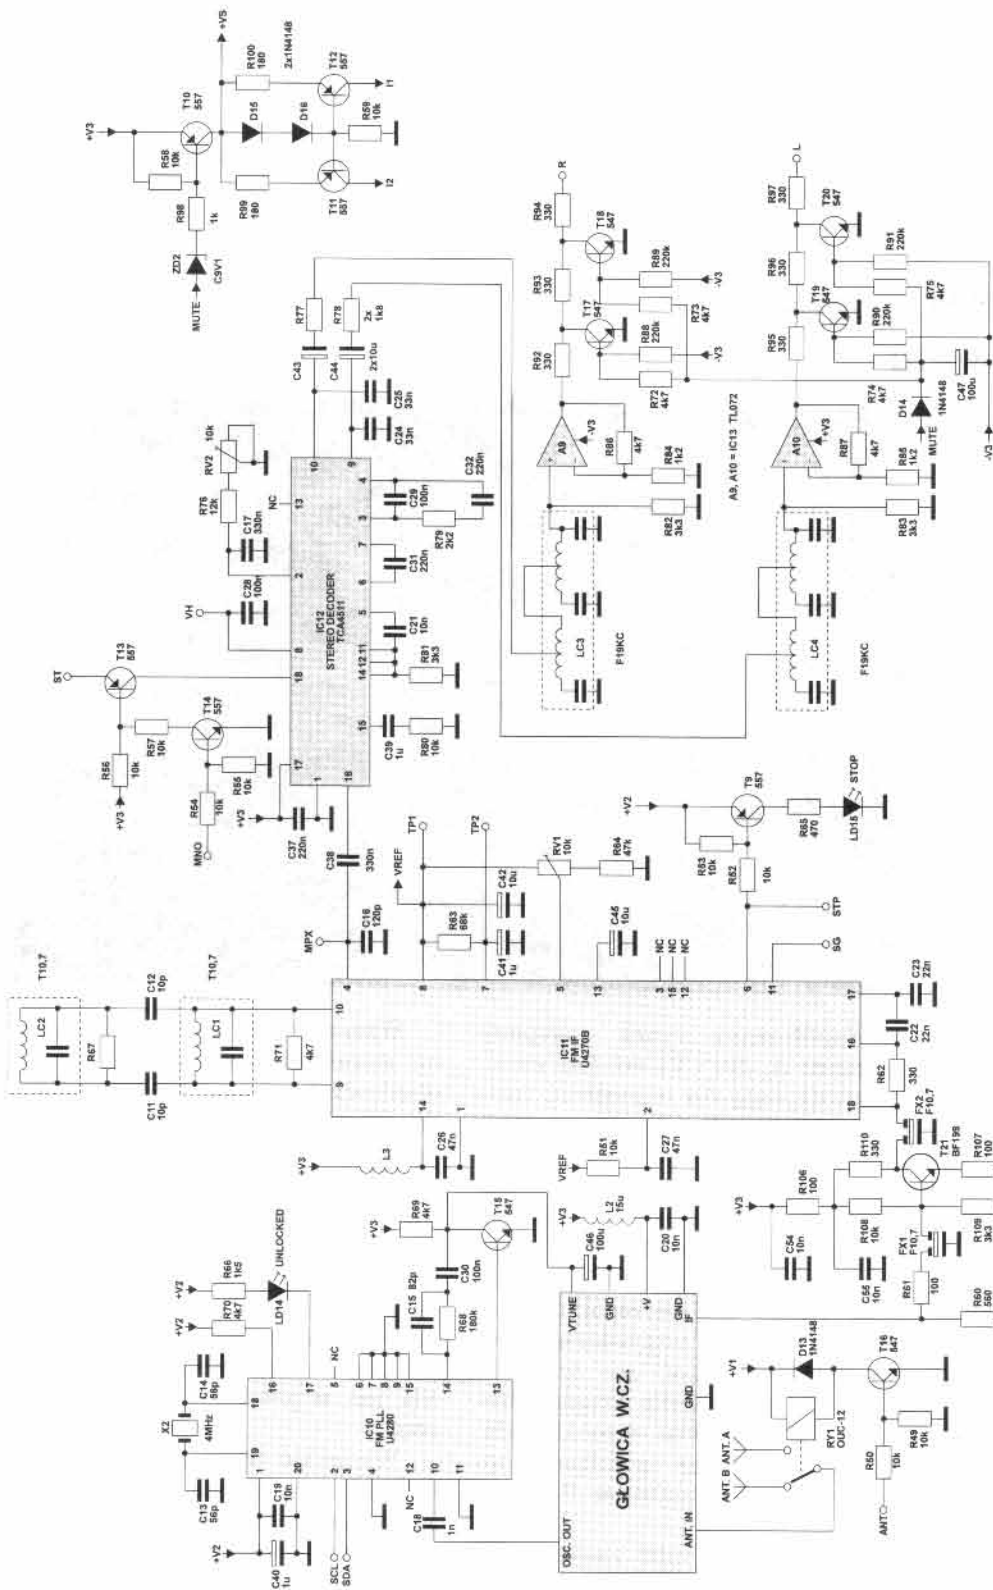 +V3
R58
10k
T10
557
R98
1k
ZD2
C9V1
MUTE
+VS
R100
180
2x1N4148
D15
D16
T12
557
I1
R59
10k
T11
557
I2
R99
180
R77
R78
2x
1k8
C43
C44
2x10u
C25
33n
C24
33n
RV2
10k
R76
12k
C17
330n
C28
100n
VH
NC
IC12
STEREO DECODER
TCA4511
C29
100n
C32
220n
R79
2k2
C31
220n
C21
10n
R81
3k3
C39
1u
R80
10k
ST
T13
557
R57
10k
T14
557
R56
10k
+V3
R54
10k
R55
10k
MNO
+V3
C37
220n
C38
330n
R94
330
R
T18
547
R93
330
R89
220k
T17
547
R88
220k
R73
4k7
-V3
-V3
R92
330
R72
4k7
A9
-V3
R86
4k7
R84
1k2
R82
3k3
LC3
F19KC
R97
330
L
T20
547
R96
330
R91
220k
T19
547
R90
220k
R75
4k7
R95
330
R74
4k7
C47
100u
D14
1N4148
MUTE
-V3
A10
+V3
R87
4k7
R85
1k2
R83
3k3
A9, A10 = IC13 TL072
LC4
F19KC
T10,7
LC2
C12
10p
R67
C11
10p
T10,7
LC1
R71
4k7
MPX
C16
120p
VREF
TP1
TP2
R63
68k
C42
10u
C41
1u
RV1
10k
R64
47k
C45
10u
NC
NC
NC
+V2
R53
10k
R52
10k
T9
557
R65
470
LD15
STOP
STP
SG
C23
22n
C22
22n
IC11
FM IF
U4270B
R62
330
FX2
F10,7
+V3
L3
C26
47n
VREF
R51
10k
C27
47n
+V3
R106
100
R110
330
T21
BF199
R107
100
C54
10n
C55
10n
R108
10k
R109
3k3
FX1
F10,7
R61
100
R60
560
+V2
R66
1k5
R70
4k7
+V2
LD14
UNLOCKED
X2
4MHz
C14
56p
C13
56p
+V2
C19
10n
C40
1u
SCL
SDA
IC10
FM PLL
U4280
NC
NC
C18
1n
C15
82p
R68
180k
C30
100n
+V3
R69
4k7
T15
547
+V3
L2
15u
C46
100u
C20
10n
VTUNE
GND
+V
GND
IF
GND
GŁOWICA W.CZ.
OSC. OUT
ANT. IN
ANT. B
ANT. A
+V1
D13
1N4148
RY1
OUC-12
T16
547
R50
10k
R49
10k
ANT